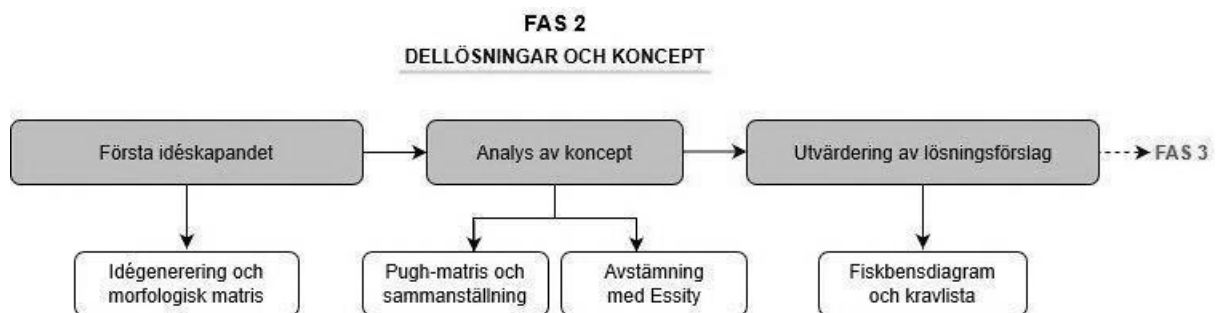 FAS 2
DELLÖSNINGAR OCH KONCEPT
Första idéskapandet
Analys av koncept
Utvärdering av lösningsförslag
FAS 3
Idégenerering och
morfologisk matris
Pugh-matris och
sammanställning
Avstämning
med Essity
Fiskbensdiagram
och kravlista